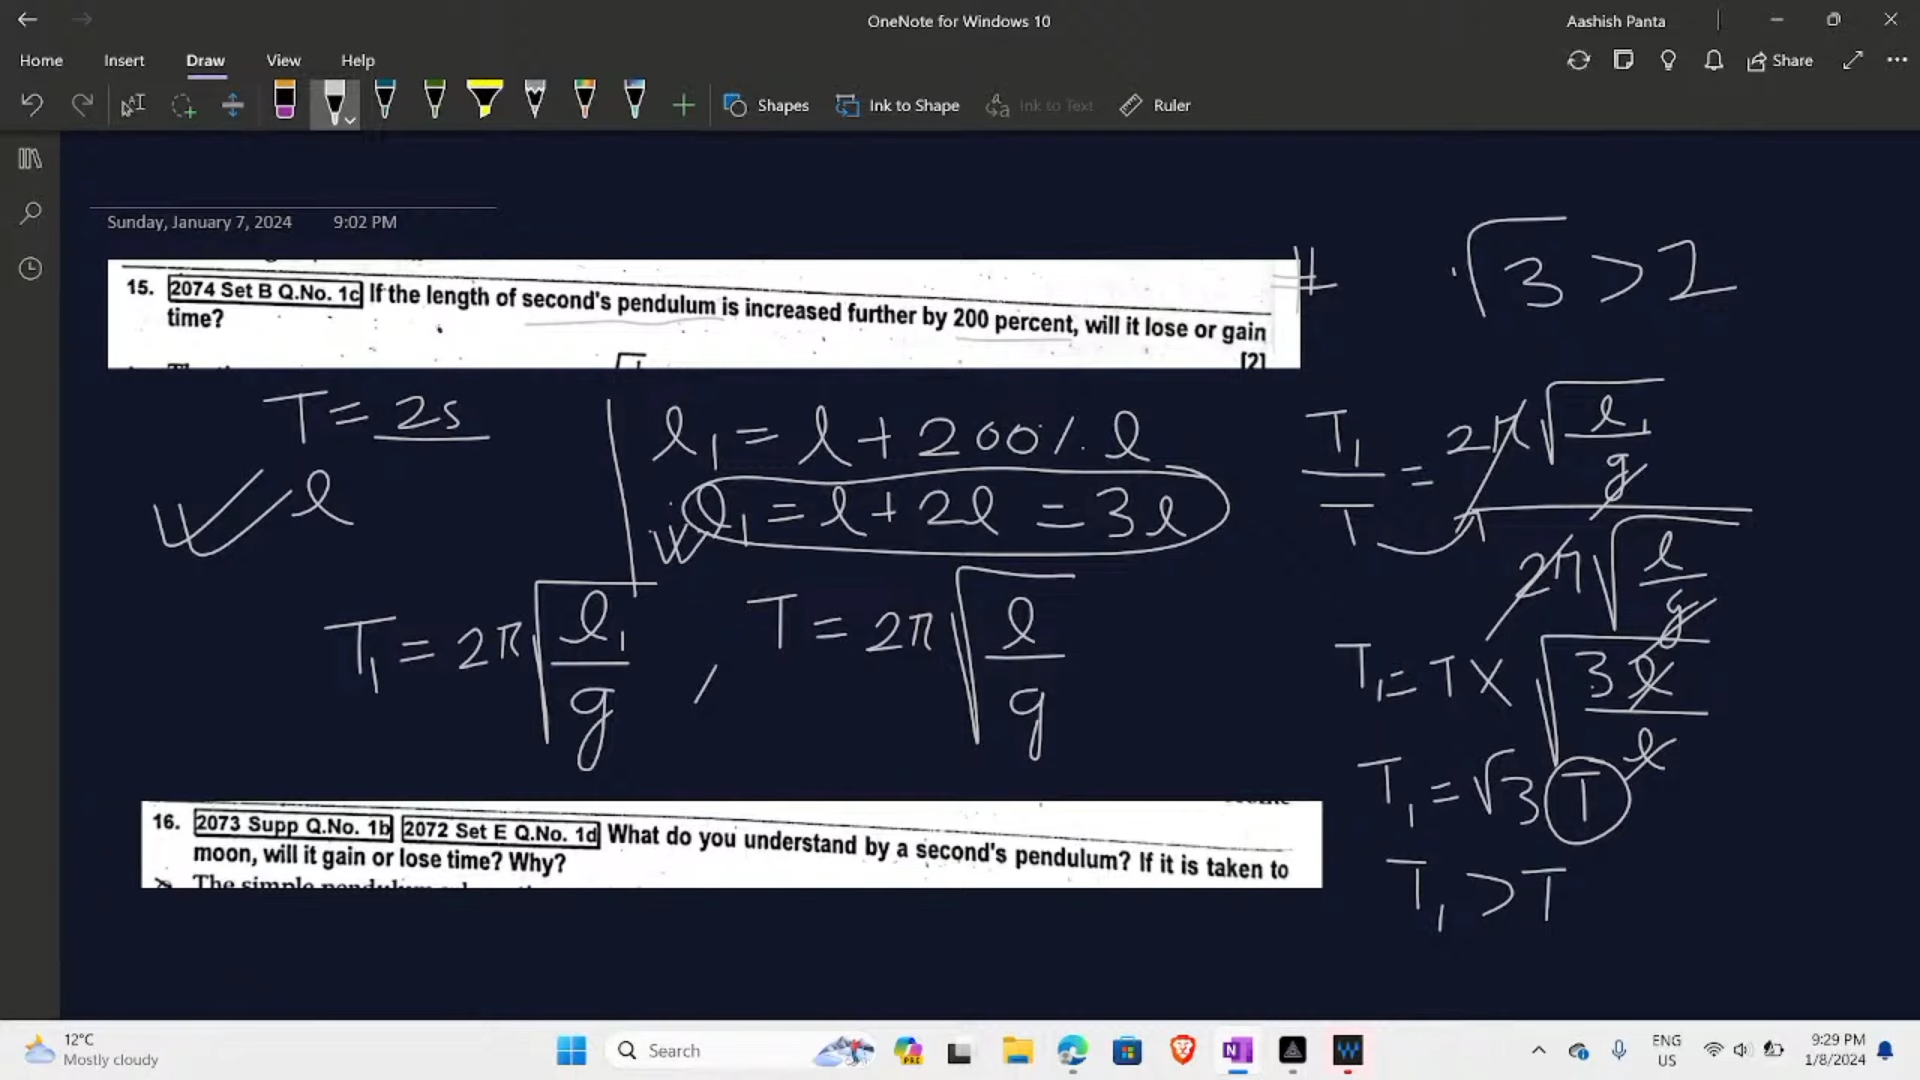 OneNote for Windows 10
Aashish Panta
Home Insert Draw View Help
Share
Shapes Ink to Shape Ink to Text Ruler
Sunday, January 7, 2024 9:02 PM
15. 2074 Set B Q.No. 1c If the length of second's pendulum is increased further by 200 percent, will it lose or gain
time?
[2]
√3 > 1
T = 2s
l
l₁ = l + 200% l
l₁ = l + 2l = 3l
T₁ = 2π√(l₁/g) , T = 2π√(l/g)
T₁/T = 2π√(l₁/g) / 2π√(l/g)
T₁ = T × √(3l/l)
T₁ = √3 T
T₁ > T
16. 2073 Supp Q.No. 1b 2072 Set E Q.No. 1d What do you understand by a second's pendulum? If it is taken to
moon, will it gain or lose time? Why?
The simple
12°C
Mostly cloudy
Search
PRE
ENG
US
9:29 PM
1/8/2024